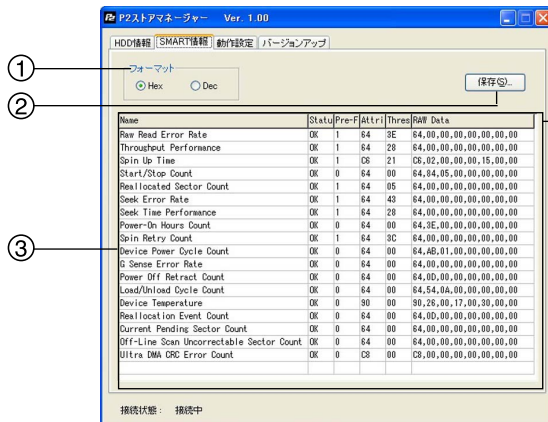 P2ストアマネージャー Ver. 1.00
HDD情報 SMART情報 動作設定 バージョンアップ
① フォーマット
Hex Dec 保存(S)...
②
Name Statu Pre-F Attri Thres RAW Data
Raw Read Error Rate OK 1 64 3E 64,00,00,00,00,00,00,00
Throughput Performance OK 1 64 28 64,00,00,00,00,00,00,00
Spin Up Time OK 1 C6 21 C6,02,00,00,00,15,00,00
Start/Stop Count OK 0 64 00 64,84,05,00,00,00,00,00
Reallocated Sector Count OK 1 64 05 64,00,00,00,00,00,00,00
Seek Error Rate OK 1 64 43 64,00,00,00,00,00,00,00
Seek Time Performance OK 1 64 28 64,00,00,00,00,00,00,00
Power-On Hours Count OK 0 64 00 64,3E,00,00,00,00,00,00
Spin Retry Count OK 1 64 3C 64,00,00,00,00,00,00,00
③ Device Power Cycle Count OK 0 64 00 64,AB,01,00,00,00,00,00
G Sense Error Rate OK 0 64 00 64,00,00,00,00,00,00,00
Power Off Retract Count OK 0 64 00 64,0D,00,00,00,00,00,00
Load/Unload Cycle Count OK 0 64 00 64,54,0A,00,00,00,00,00
Device Temperature OK 0 90 00 90,26,00,17,00,30,00,00
Reallocation Event Count OK 0 64 00 64,0D,00,00,00,00,00,00
Current Pending Sector Count OK 0 64 00 64,00,00,00,00,00,00,00
Off-Line Scan Uncorrectable Sector Count OK 0 64 00 64,00,00,00,00,00,00,00
Ultra DMA CRC Error Count OK 0 C8 00 C8,00,00,00,00,00,00,00
接続状態： 接続中